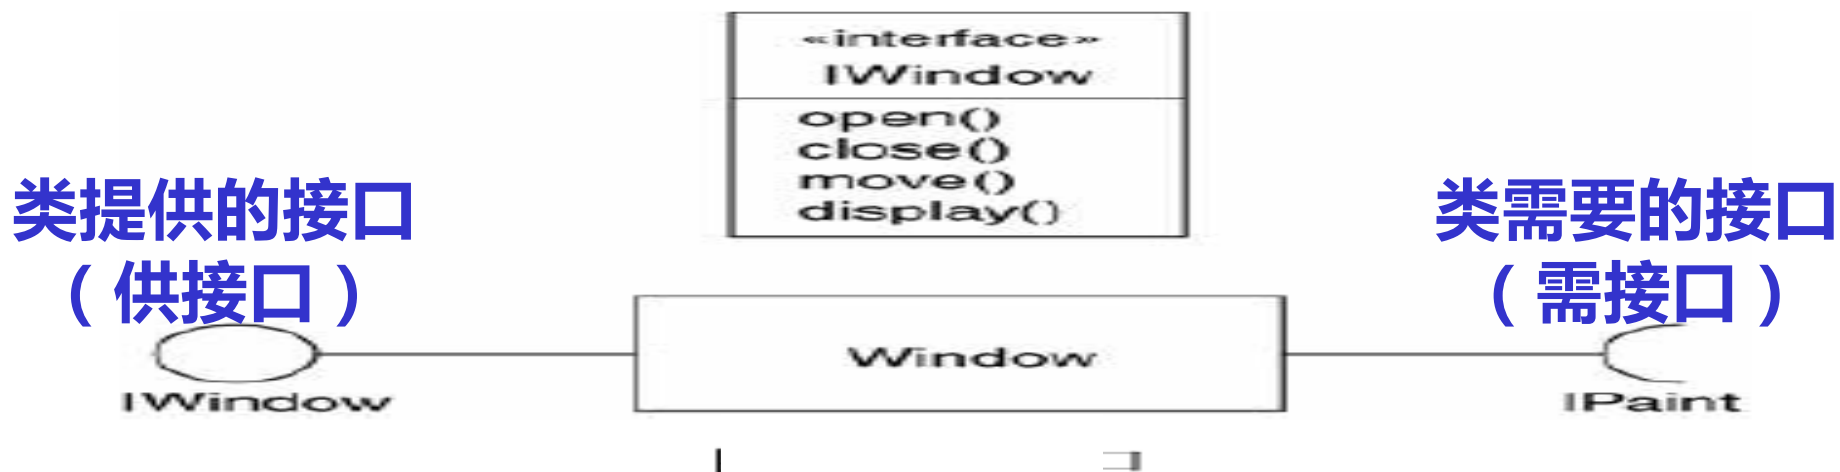 «interface»
IWindow
open()
close()
move()
display()
类提供的接口
（供接口）
类需要的接口
（需接口）
Window
IWindow
IPaint